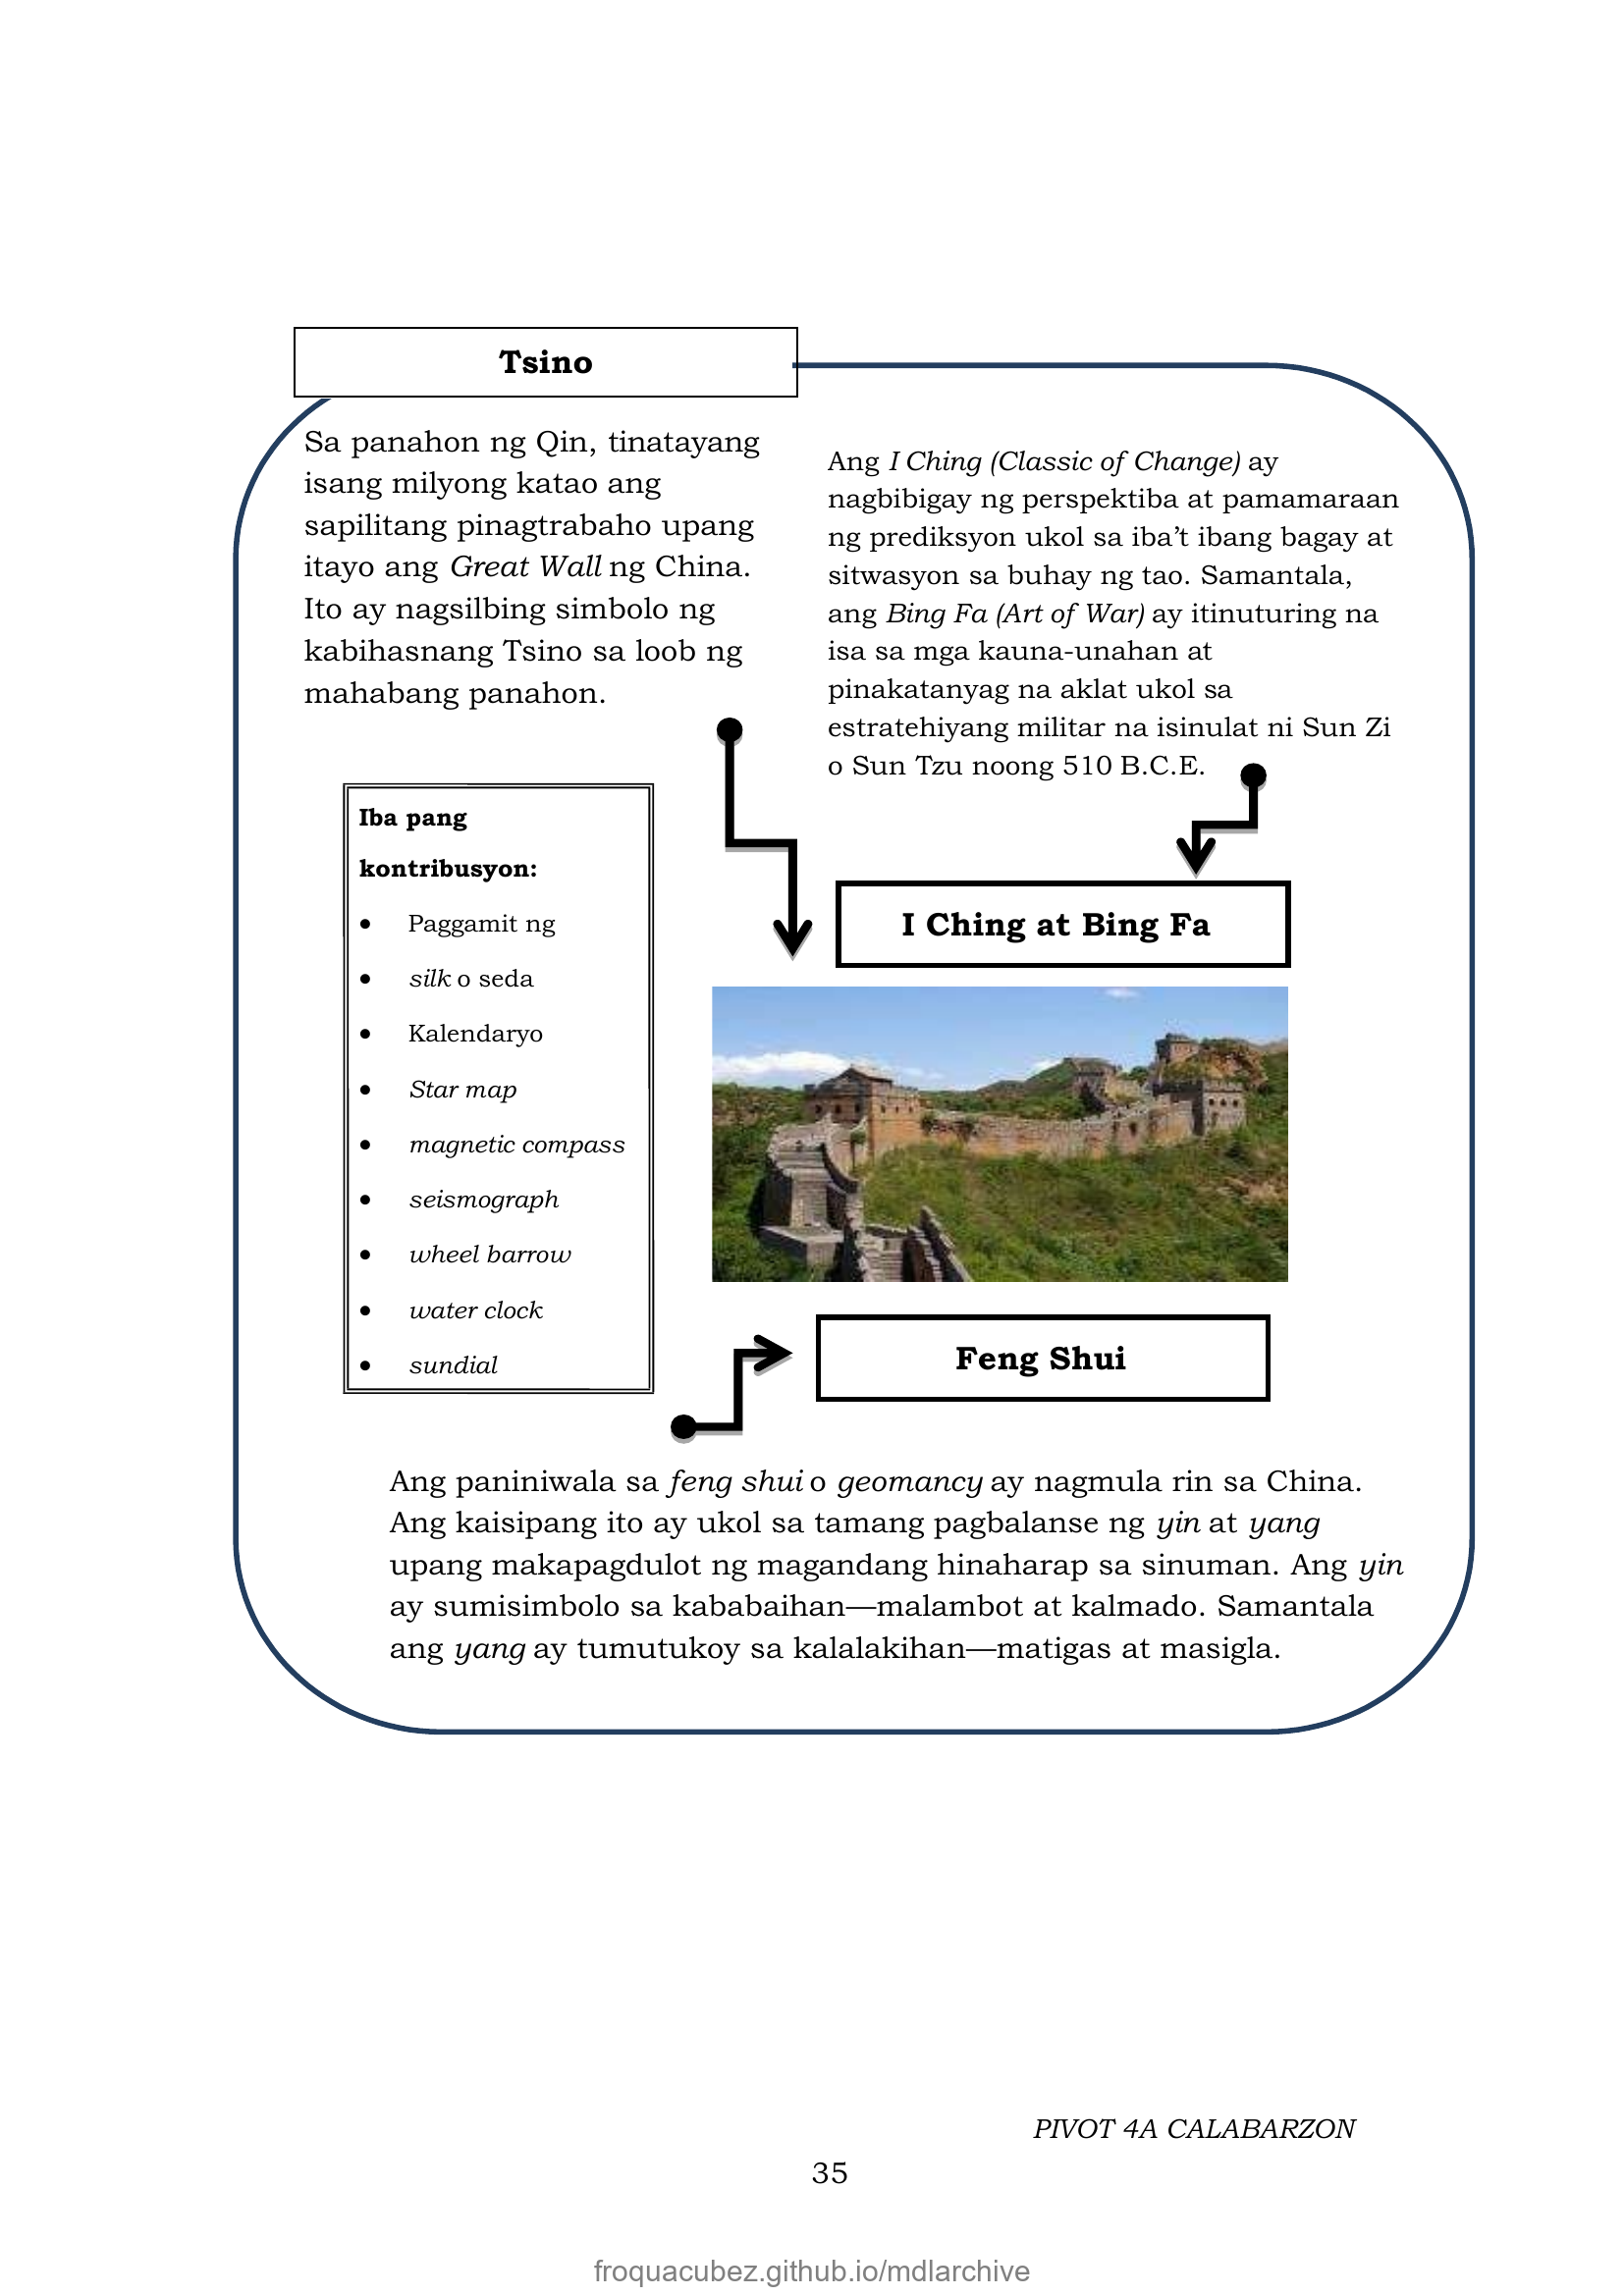 Tsino
Sa panahon ng Qin, tinatayang
isang milyong katao ang
sapilitang pinagtrabaho upang
itayo ang Great Wall ng China.
Ito ay nagsilbing simbolo ng
kabihasnang Tsino sa loob ng
mahabang panahon.
Ang I Ching (Classic of Change) ay
nagbibigay ng perspektiba at pamamaraan
ng prediksyon ukol sa iba’t ibang bagay at
sitwasyon sa buhay ng tao. Samantala,
ang Bing Fa (Art of War) ay itinuturing na
isa sa mga kauna-unahan at
pinakatanyag na aklat ukol sa
estratehiyang militar na isinulat ni Sun Zi
o Sun Tzu noong 510 B.C.E.
Iba pang
kontribusyon:
• Paggamit ng
• silk o seda
• Kalendaryo
• Star map
• magnetic compass
• seismograph
• wheel barrow
• water clock
• sundial
I Ching at Bing Fa
Feng Shui
Ang paniniwala sa feng shui o geomancy ay nagmula rin sa China.
Ang kaisipang ito ay ukol sa tamang pagbalanse ng yin at yang
upang makapagdulot ng magandang hinaharap sa sinuman. Ang yin
ay sumisimbolo sa kababaihan—malambot at kalmado. Samantala
ang yang ay tumutukoy sa kalalakihan—matigas at masigla.
PIVOT 4A CALABARZON
35
froquacubez.github.io/mdlarchive